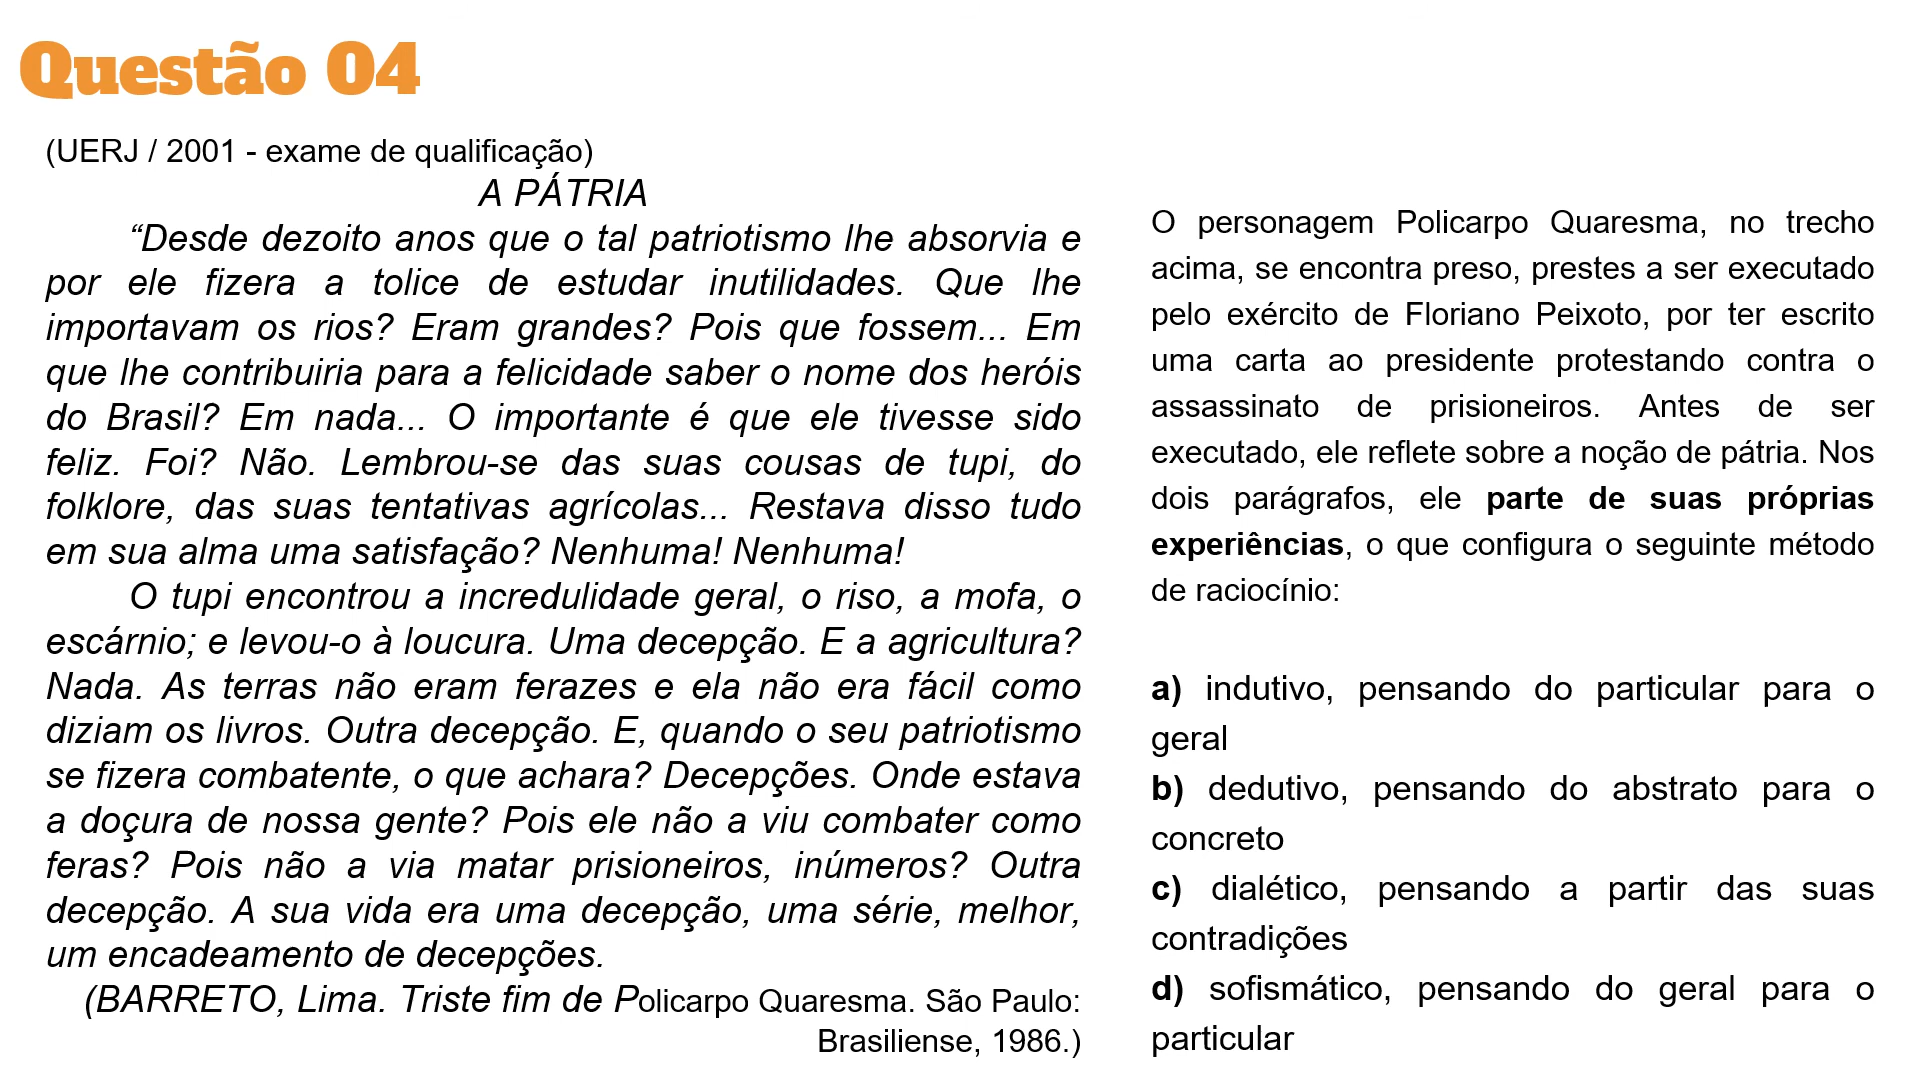 Questão 04
(UERJ / 2001 - exame de qualificação)
A PÁTRIA
“Desde dezoito anos que o tal patriotismo lhe absorvia e
por ele fizera a tolice de estudar inutilidades. Que lhe
importavam os rios? Eram grandes? Pois que fossem... Em
que lhe contribuiria para a felicidade saber o nome dos heróis
do Brasil? Em nada... O importante é que ele tivesse sido
feliz. Foi? Não. Lembrou-se das suas cousas de tupi, do
folklore, das suas tentativas agrícolas... Restava disso tudo
em sua alma uma satisfação? Nenhuma! Nenhuma!
O tupi encontrou a incredulidade geral, o riso, a mofa, o
escárnio; e levou-o à loucura. Uma decepção. E a agricultura?
Nada. As terras não eram ferazes e ela não era fácil como
diziam os livros. Outra decepção. E, quando o seu patriotismo
se fizera combatente, o que achara? Decepções. Onde estava
a doçura de nossa gente? Pois ele não a viu combater como
feras? Pois não a via matar prisioneiros, inúmeros? Outra
decepção. A sua vida era uma decepção, uma série, melhor,
um encadeamento de decepções.
(BARRETO, Lima. Triste fim de Policarpo Quaresma. São Paulo:
Brasiliense, 1986.)
O personagem Policarpo Quaresma, no trecho
acima, se encontra preso, prestes a ser executado
pelo exército de Floriano Peixoto, por ter escrito
uma carta ao presidente protestando contra o
assassinato de prisioneiros. Antes de ser
executado, ele reflete sobre a noção de pátria. Nos
dois parágrafos, ele parte de suas próprias
experiências, o que configura o seguinte método
de raciocínio:
a) indutivo, pensando do particular para o
geral
b) dedutivo, pensando do abstrato para o
concreto
c) dialético, pensando a partir das suas
contradições
d) sofismático, pensando do geral para o
particular